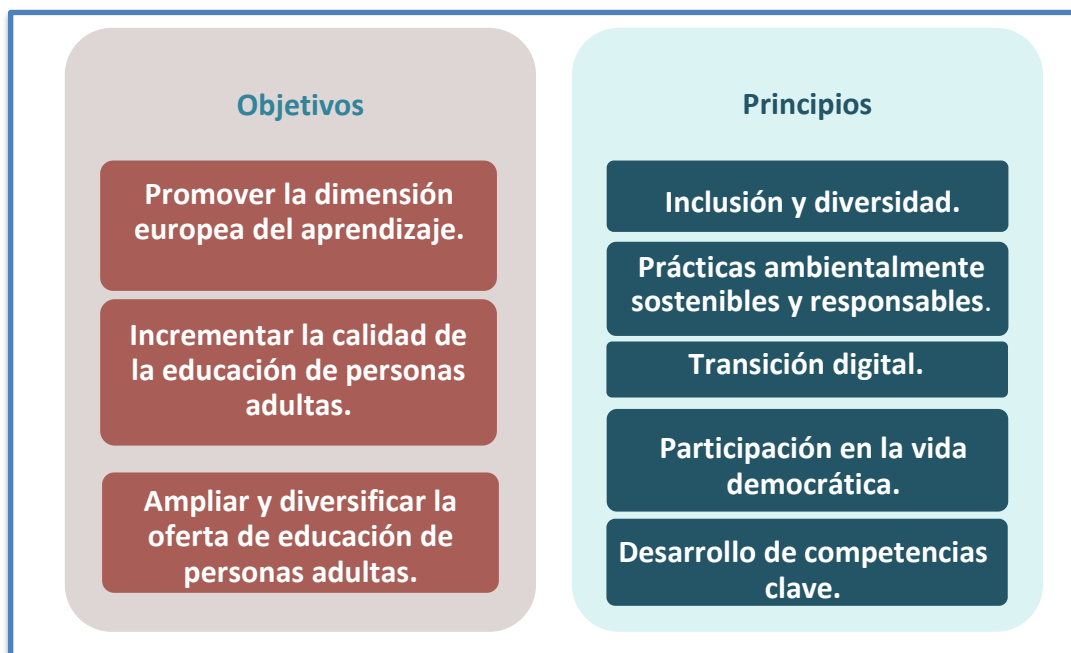 Objetivos
Promover la dimensión
europea del aprendizaje.
Incrementar la calidad de
la educación de personas
adultas.
Ampliar y diversificar la
oferta de educación de
personas adultas.
Principios
Inclusión y diversidad.
Prácticas ambientalmente
sostenibles y responsables.
Transición digital.
Participación en la vida
democrática.
Desarrollo de competencias
clave.